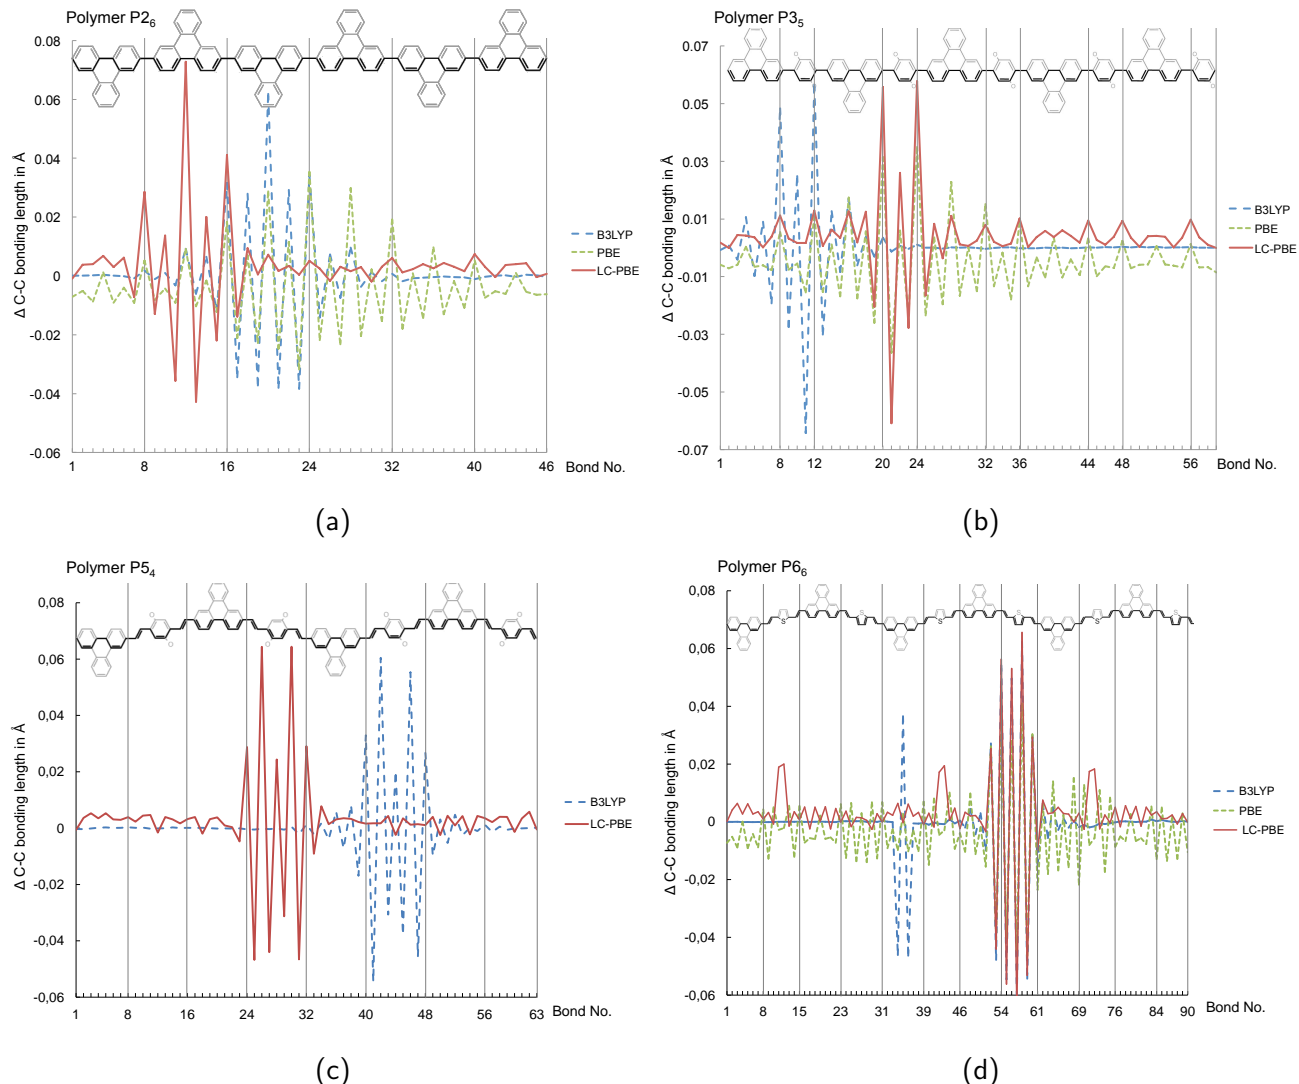 Polymer P2₆
0.08
0.06
0.04
0.02
0
-0.02
-0.04
-0.06
Δ C-C bonding length in Å
1 8 16 24 32 40 46 Bond No.
B3LYP
PBE
LC-PBE
(a)
Polymer P3₅
0.07
0.05
0.03
0.01
-0.01
-0.03
-0.05
-0.07
Δ C-C bonding length in Å
O O O O O O
O O O O
1 8 12 20 24 32 36 44 48 56 Bond No.
B3LYP
PBE
LC-PBE
(b)
Polymer P5₄
0,08
0,06
0,04
0,02
0
-0,02
-0,04
-0,06
Δ C-C bonding length in Å
O O O O
O O O O
1 8 16 24 32 40 48 56 63 Bond No.
B3LYP
LC-PBE
(c)
Polymer P6₆
0,08
0,06
0,04
0,02
0
-0,02
-0,04
-0,06
Δ C-C bonding length in Å
S S S S S S
1 8 15 23 31 39 46 54 61 69 76 84 90 Bond No.
B3LYP
PBE
LC-PBE
(d)